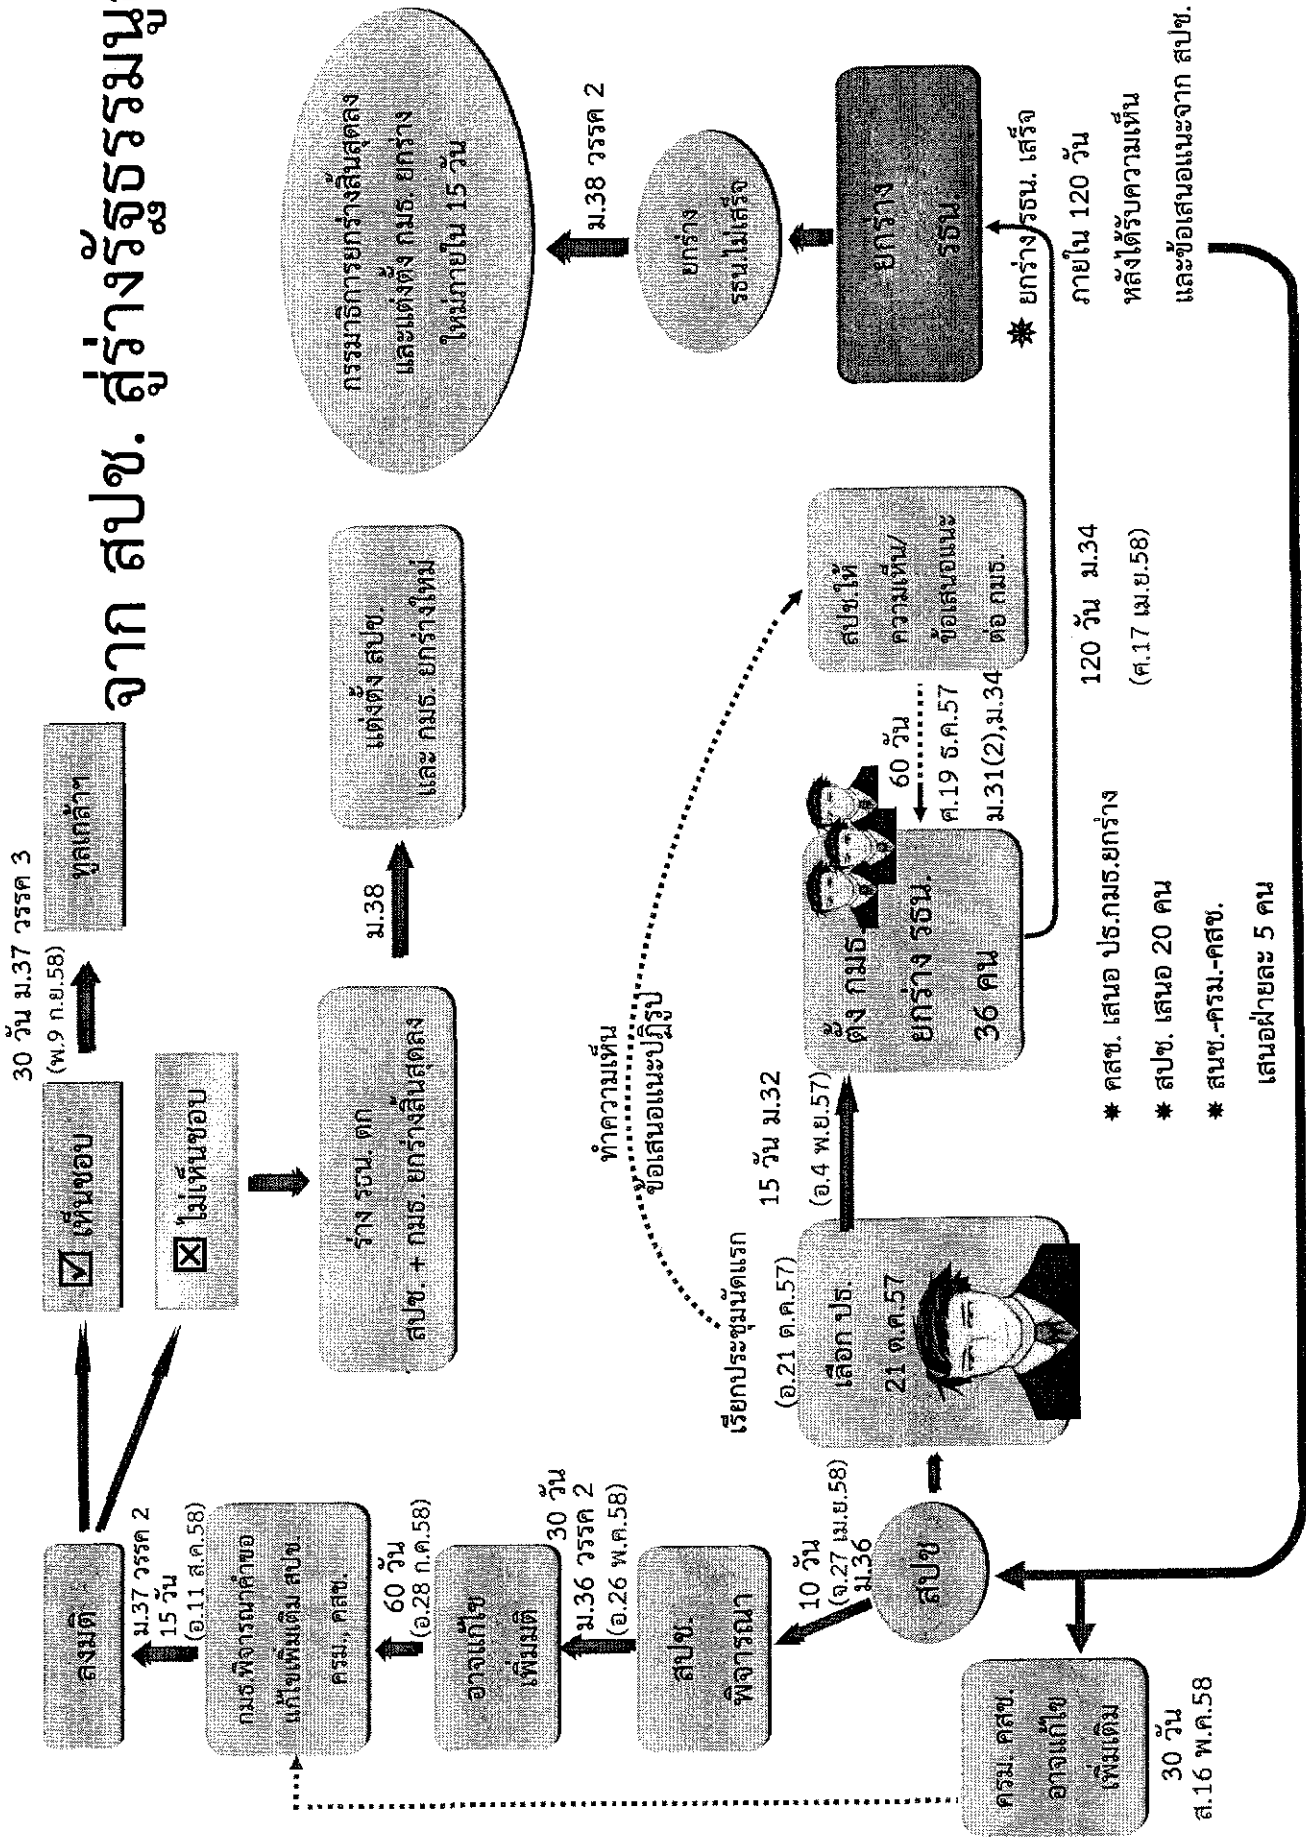 จาก สปช. สู่ร่างรัฐธรรมนู
30 วัน ม.37 วรรค 3
(พ.9 ก.ย.58)
ลงมติ
เห็นชอบ
ทูลเกล้าฯ
ไม่เห็นชอบ
ม.37 วรรค 2
15 วัน
(อ.11 ส.ค.58)
กมธ.พิจารณาคำขอ
แก้ไขเพิ่มเติม สปช.
ครม., คสช.
ร่าง รธน. ตก
สปช. + กมธ. ยกร่างสิ้นสุดลง
ม.38
แต่งตั้ง สปช.
และ กมธ. ยกร่างใหม่
กรรมาธิการยกร่างสิ้นสุดลง
และแต่งตั้ง กมธ. ยกร่าง
ใหม่ภายใน 15 วัน
60 วัน
(อ.28 ก.ค.58)
อาจแก้ไข
เพิ่มมติ
30 วัน
ม.36 วรรค 2
(อ.26 พ.ค.58)
ม.38 วรรค 2
ทำความเห็น
ขอเสนอแนะปฏิรูป
ยกร่าง
รธน.ไม่เสร็จ
สปช.
พิจารณา
เรียกประชุมนัดแรก
(อ.21 ต.ค.57)
15 วัน ม.32
(อ.4 พ.ย.57)
10 วัน
(จ.27 เม.ย.58)
ม.36
สปช
เลือก ปธ.
21 ต.ค.57
ตั้ง กมธ.
ยกร่าง รธน.
36 คน
60 วัน
ศ.19 ธ.ค.57
ม.31(2),ม.34
สปช.ให้
ความเห็น/
ข้อเสนอแนะ
ต่อ กมธ.
ยกร่าง
รธน.
ครม. คสช.
อาจแก้ไข
เพิ่มเติม
30 วัน
ส.16 พ.ค.58
120 วัน ม.34
(ศ.17 เม.ย.58)
✹ ยกร่าง รธน. เสร็จ
ภายใน 120 วัน
หลังได้รับความเห็น
และข้อเสนอแนะจาก สปช.
✹ คสช. เสนอ ปธ.กมธ.ยกร่าง
✹ สปช. เสนอ 20 คน
✹ สนช.-ครม.-คสช.
เสนอฝ่ายละ 5 คน